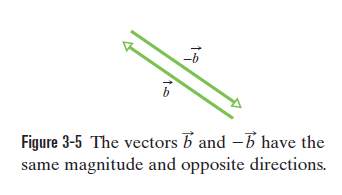 −b⃗
b⃗
Figure 3-5 The vectors b⃗ and −b⃗ have the
same magnitude and opposite directions.